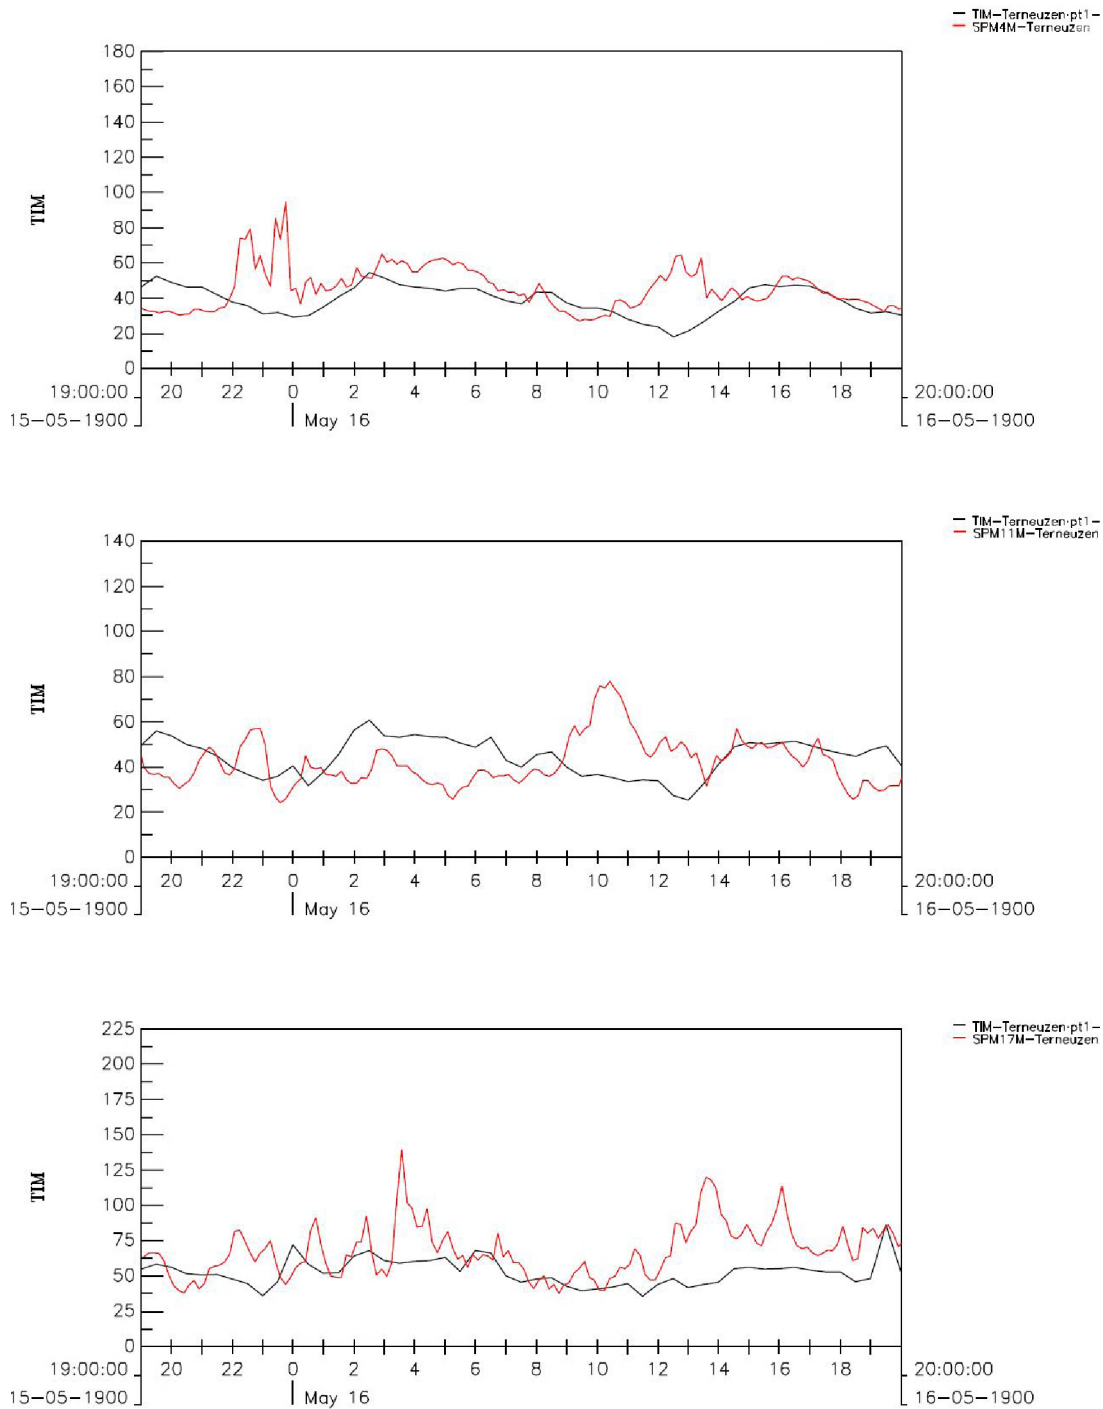 TIM-Terneuzen-pt1-
SPM4M-Terneuzen
180
160
140
120
100
80
60
40
20
0
TIM
20 22 0 2 4 6 8 10 12 14 16 18
19:00:00 20:00:00
15-05-1900 May 16 16-05-1900
TIM-Terneuzen-pt1-
SPM11M-Terneuzen
140
120
100
80
60
40
20
0
TIM
20 22 0 2 4 6 8 10 12 14 16 18
19:00:00 20:00:00
15-05-1900 May 16 16-05-1900
TIM-Terneuzen-pt1-
SPM17M-Terneuzen
225
200
175
150
125
100
75
50
25
0
TIM
20 22 0 2 4 6 8 10 12 14 16 18
19:00:00 20:00:00
15-05-1900 May 16 16-05-1900